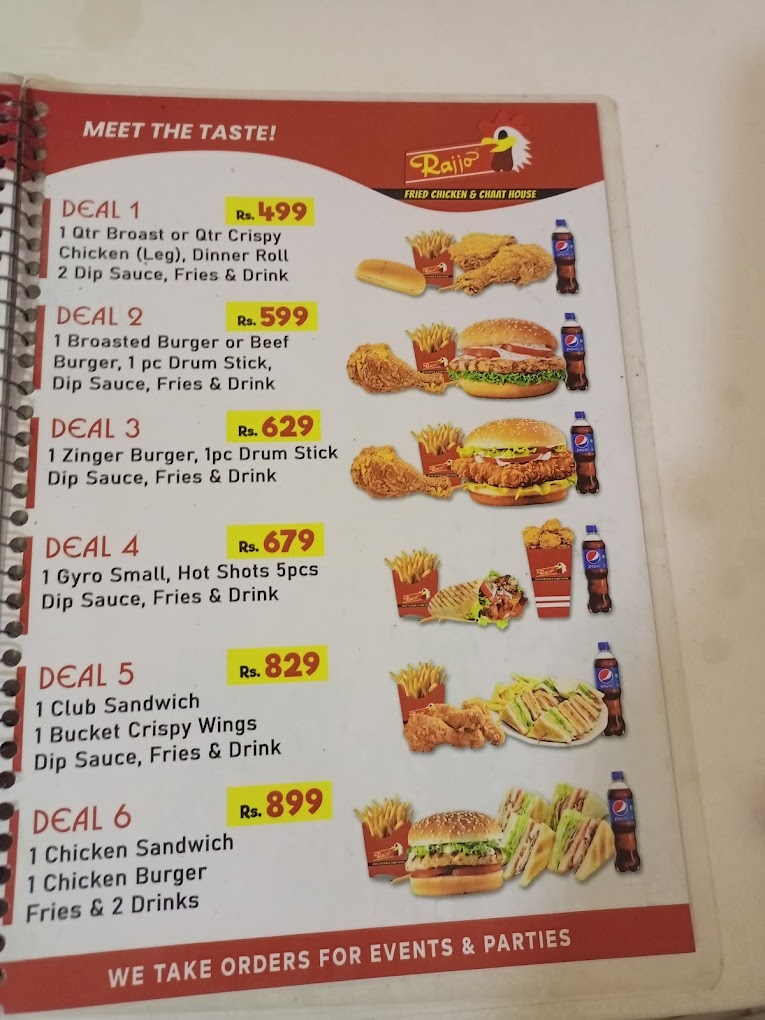 MEET THE TASTE!
Rajjo
FRIED CHICKEN & CHAAT HOUSE
DEAL 1
Rs. 499
1 Qtr Broast or Qtr Crispy
Chicken (Leg), Dinner Roll
2 Dip Sauce, Fries & Drink
DEAL 2
Rs. 599
1 Broasted Burger or Beef
Burger, 1 pc Drum Stick,
Dip Sauce, Fries & Drink
DEAL 3
Rs. 629
1 Zinger Burger, 1pc Drum Stick
Dip Sauce, Fries & Drink
DEAL 4
Rs. 679
1 Gyro Small, Hot Shots 5pcs
Dip Sauce, Fries & Drink
DEAL 5
Rs. 829
1 Club Sandwich
1 Bucket Crispy Wings
Dip Sauce, Fries & Drink
DEAL 6
Rs. 899
1 Chicken Sandwich
1 Chicken Burger
Fries & 2 Drinks
WE TAKE ORDERS FOR EVENTS & PARTIES